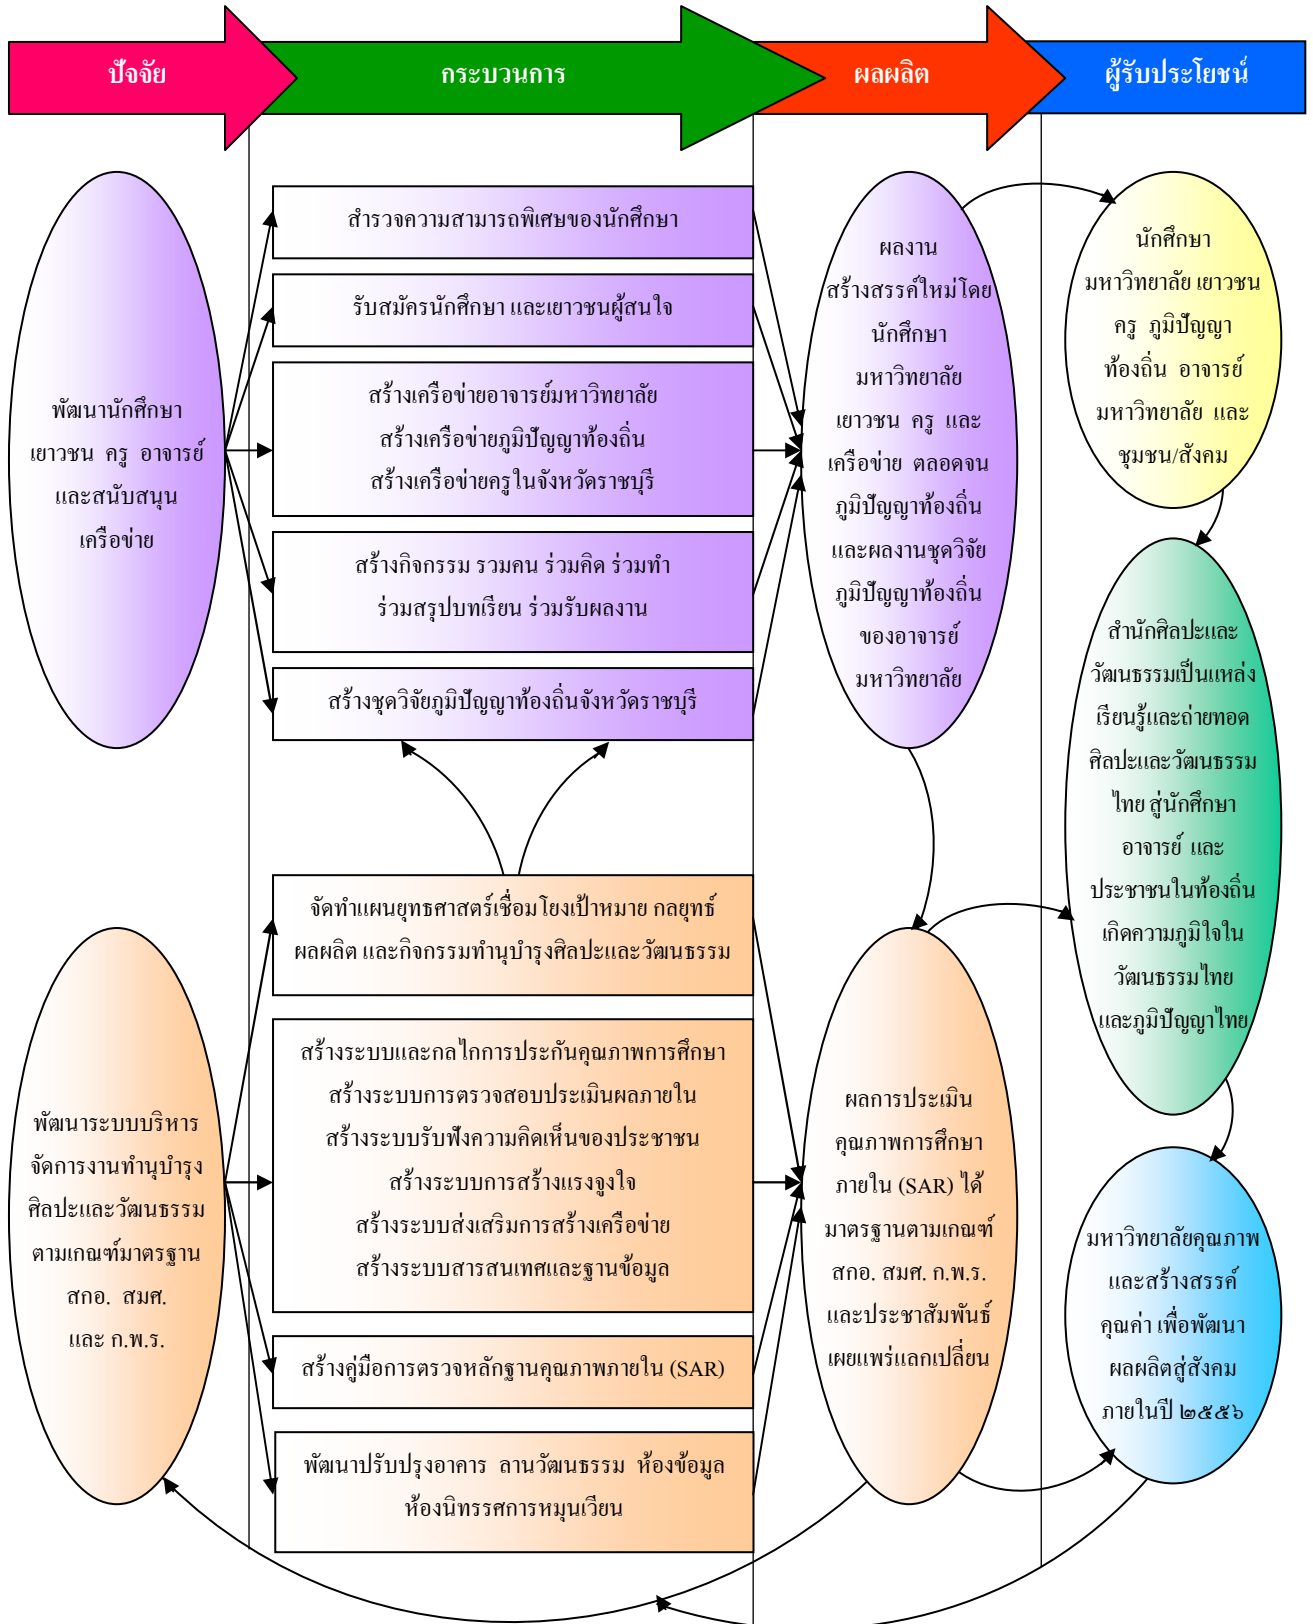 ปัจจัย
กระบวนการ
ผลผลิต
ผู้รับประโยชน์
พัฒนานักศึกษา
เยาวชน ครู อาจารย์
และสนับสนุน
เครือข่าย
สำรวจความสามารถพิเศษของนักศึกษา
รับสมัครนักศึกษา และเยาวชนผู้สนใจ
สร้างเครือข่ายอาจารย์มหาวิทยาลัย
สร้างเครือข่ายภูมิปัญญาท้องถิ่น
สร้างเครือข่ายครูในจังหวัดราชบุรี
สร้างกิจกรรม รวมคน ร่วมคิด ร่วมทำ
ร่วมสรุปบทเรียน ร่วมรับผลงาน
สร้างชุดวิจัยภูมิปัญญาท้องถิ่นจังหวัดราชบุรี
ผลงาน
สร้างสรรค์ใหม่โดย
นักศึกษา
มหาวิทยาลัย
เยาวชน ครู และ
เครือข่าย ตลอดจน
ภูมิปัญญาท้องถิ่น
และผลงานชุดวิจัย
ภูมิปัญญาท้องถิ่น
ของอาจารย์
มหาวิทยาลัย
นักศึกษา
มหาวิทยาลัย เยาวชน
ครู ภูมิปัญญา
ท้องถิ่น อาจารย์
มหาวิทยาลัย และ
ชุมชน/สังคม
สำนักศิลปะและ
วัฒนธรรมเป็นแหล่ง
เรียนรู้และถ่ายทอด
ศิลปะและวัฒนธรรม
ไทย สู่นักศึกษา
อาจารย์ และ
ประชาชนในท้องถิ่น
เกิดความภูมิใจใน
วัฒนธรรมไทย
และภูมิปัญญาไทย
พัฒนาระบบบริหาร
จัดการงานทำนุบำรุง
ศิลปะและวัฒนธรรม
ตามเกณฑ์มาตรฐาน
สกอ. สมศ.
และ ก.พ.ร.
จัดทำแผนยุทธศาสตร์เชื่อมโยงเป้าหมาย กลยุทธ์
ผลผลิต และกิจกรรมทำนุบำรุงศิลปะและวัฒนธรรม
สร้างระบบและกลไกการประกันคุณภาพการศึกษา
สร้างระบบการตรวจสอบประเมินผลภายใน
สร้างระบบรับฟังความคิดเห็นของประชาชน
สร้างระบบการสร้างแรงจูงใจ
สร้างระบบส่งเสริมการสร้างเครือข่าย
สร้างระบบสารสนเทศและฐานข้อมูล
สร้างคู่มือการตรวจหลักฐานคุณภาพภายใน (SAR)
พัฒนาปรับปรุงอาคาร ลานวัฒนธรรม ห้องข้อมูล
ห้องนิทรรศการหมุนเวียน
ผลการประเมิน
คุณภาพการศึกษา
ภายใน (SAR) ได้
มาตรฐานตามเกณฑ์
สกอ. สมศ. ก.พ.ร.
และประชาสัมพันธ์
เผยแพร่แลกเปลี่ยน
มหาวิทยาลัยคุณภาพ
และสร้างสรรค์
คุณค่า เพื่อพัฒนา
ผลผลิตสู่สังคม
ภายในปี ๒๕๕๖